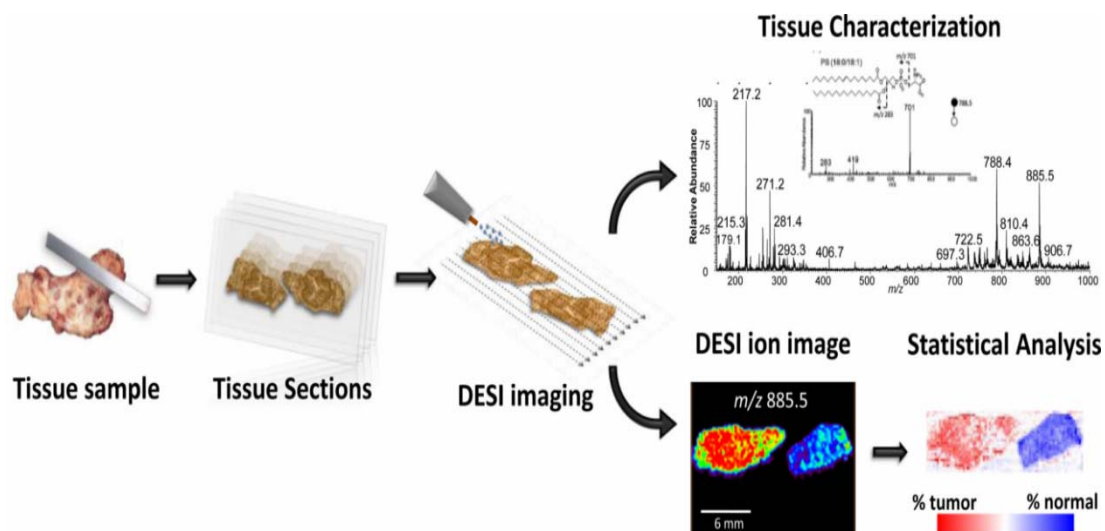 Tissue Characterization
PS (18:0/18:1)
m/z 701
m/z 283
788.5
701
283
419
217.2
271.2
215.3
281.4
179.1
293.3
406.7
697.3
722.5
788.4
810.4
863.6
885.5
906.7
Relative Abundance
100
75
50
25
0
200 300 400 500 600 700 800 900 1000
m/z
Tissue sample
Tissue Sections
DESI imaging
DESI ion image
Statistical Analysis
m/z 885.5
6 mm
% tumor % normal